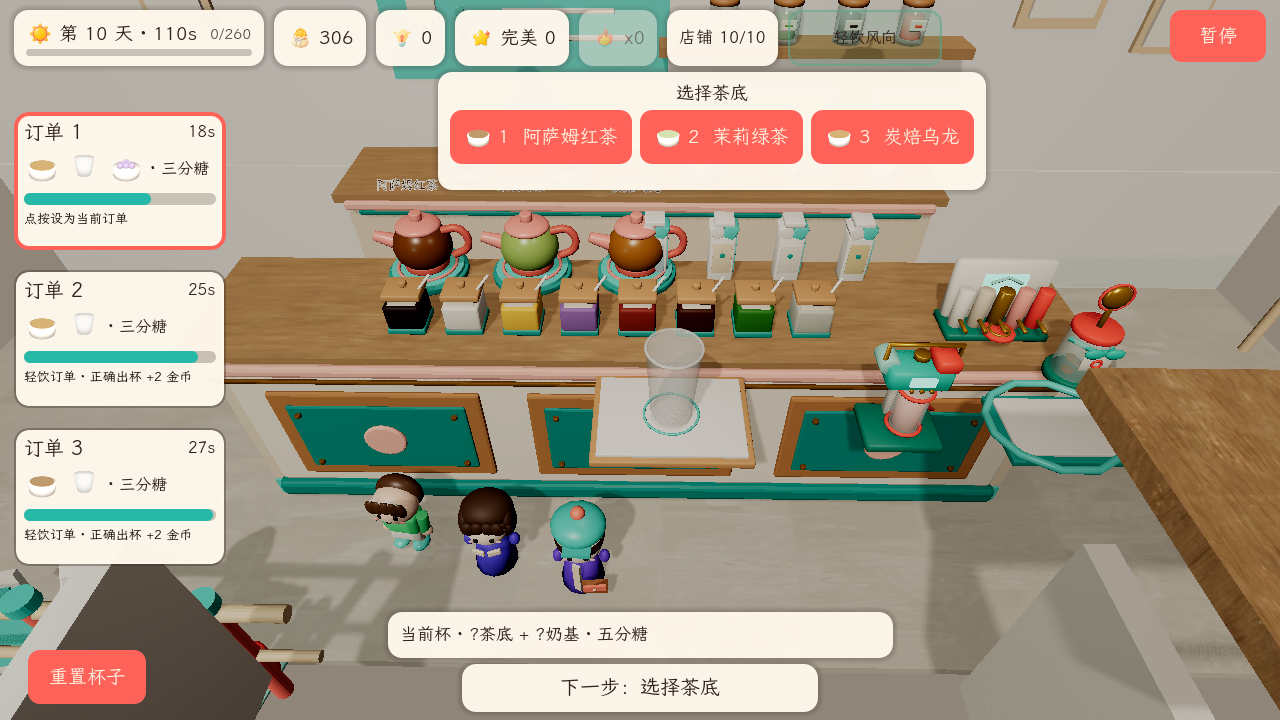 第 10 天·110s 0/260
306
0
完美 0
x0
店铺 10/10
轻饮风向
暂停
选择茶底
1 阿萨姆红茶
2 茉莉绿茶
3 炭焙乌龙
订单 1 18s
·三分糖
点按设为当前订单
订单 2 25s
·三分糖
轻饮订单·正确出杯 +2 金币
订单 3 27s
·三分糖
轻饮订单·正确出杯 +2 金币
阿萨姆红茶
当前杯·?茶底 + ?奶基·五分糖
下一步: 选择茶底
重置杯子